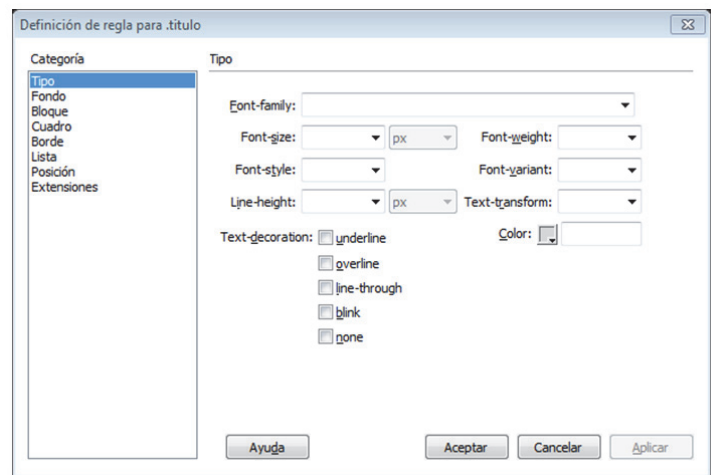 Definición de regla para .titulo
Categoría
Tipo
Fondo
Bloque
Cuadro
Borde
Lista
Posición
Extensiones
Tipo
Font-family:
Font-size: px Font-weight:
Font-style: Font-variant:
Line-height: px Text-transform:
Text-decoration: underline Color:
overline
line-through
blink
none
Ayuda Aceptar Cancelar Aplicar